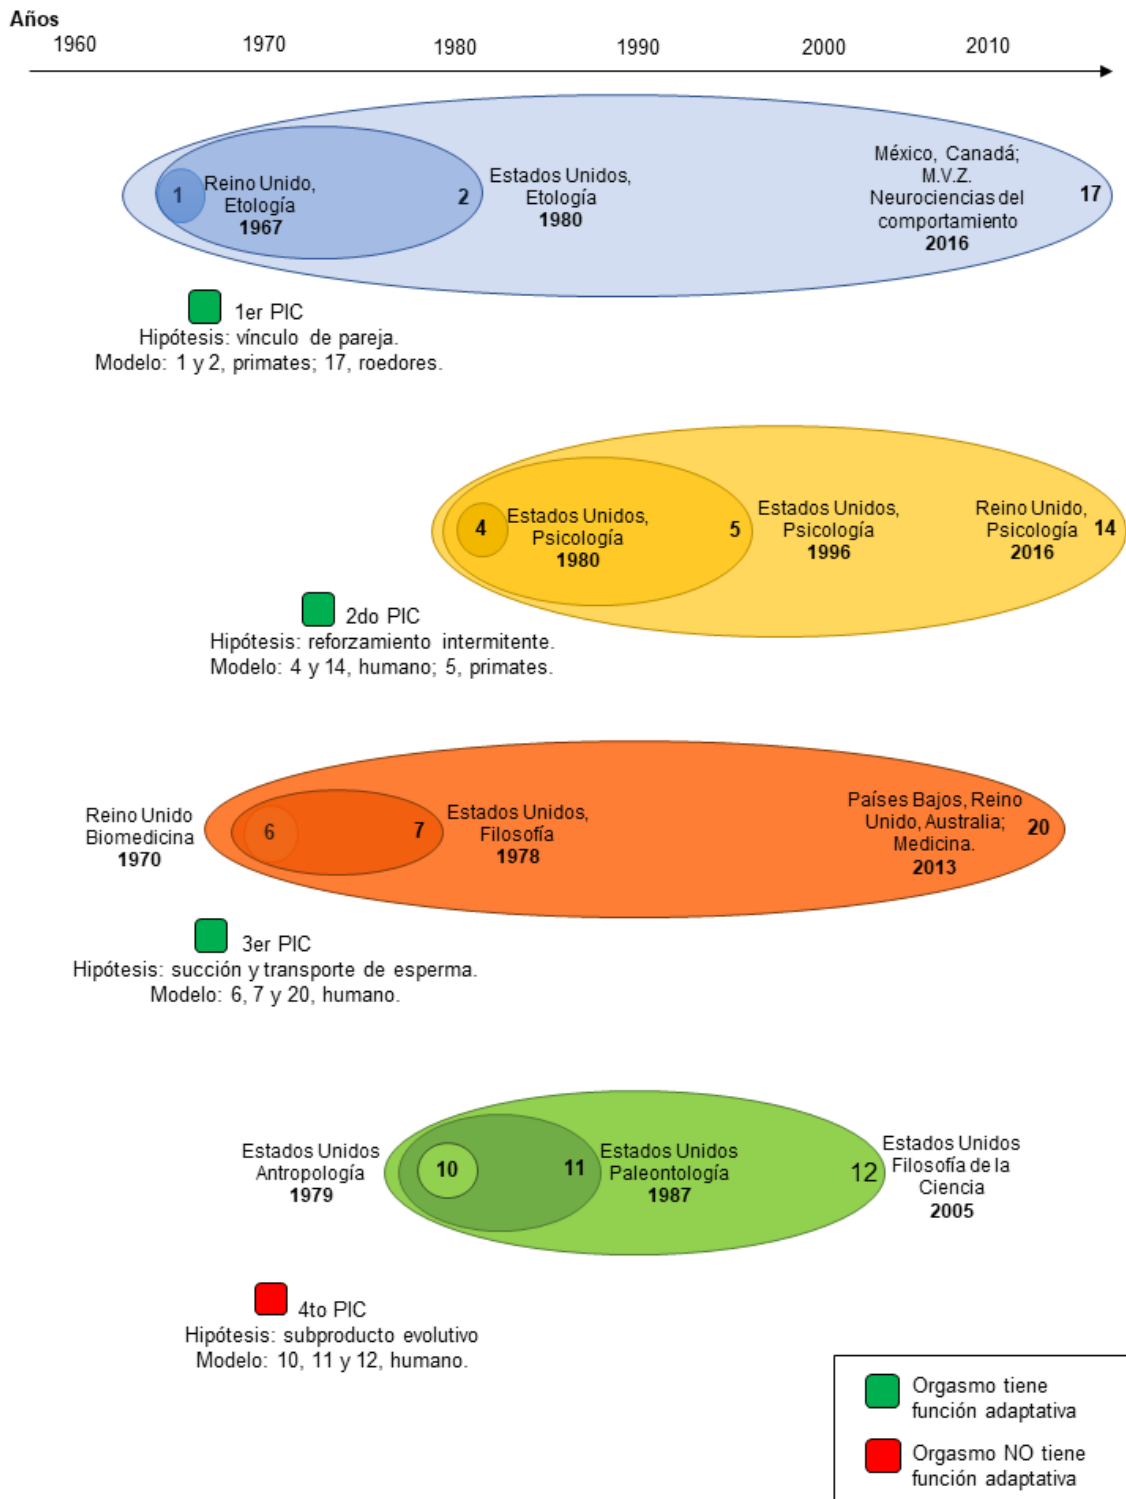 Años
1960 1970 1980 1990 2000 2010
1
Reino Unido,
Etología
1967
2
Estados Unidos,
Etología
1980
México, Canadá;
M.V.Z.
Neurociencias del
comportamiento
2016
17
1er PIC
Hipótesis: vínculo de pareja.
Modelo: 1 y 2, primates; 17, roedores.
4
Estados Unidos,
Psicología
1980
5
Estados Unidos,
Psicología
1996
Reino Unido,
Psicología
2016
14
2do PIC
Hipótesis: reforzamiento intermitente.
Modelo: 4 y 14, humano; 5, primates.
Reino Unido
Biomedicina
1970
6
7
Estados Unidos,
Filosofía
1978
Países Bajos, Reino
Unido, Australia;
Medicina.
2013
20
3er PIC
Hipótesis: succión y transporte de esperma.
Modelo: 6, 7 y 20, humano.
Estados Unidos
Antropología
1979
10
11
Estados Unidos
Paleontología
1987
12
Estados Unidos
Filosofía de la
Ciencia
2005
4to PIC
Hipótesis: subproducto evolutivo
Modelo: 10, 11 y 12, humano.
Orgasmo tiene
función adaptativa
Orgasmo NO tiene
función adaptativa